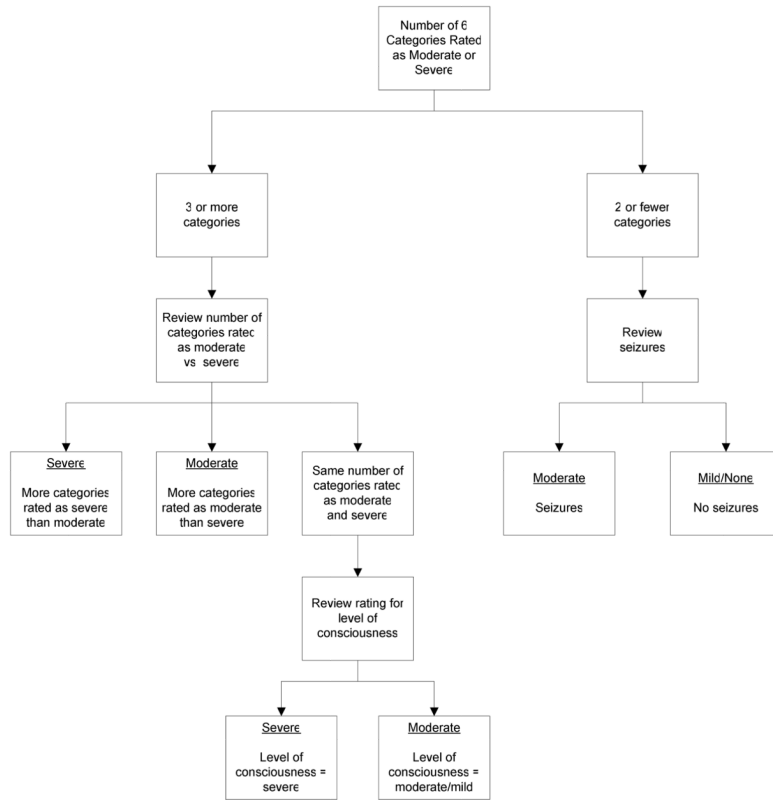 Number of 6
Categories Rated
as Moderate or
Severe
3 or more
categories
2 or fewer
categories
Review number of
categories rated
as moderate
vs severe
Review
seizures
Severe
More categories
rated as severe
than moderate
Moderate
More categories
rated as moderate
than severe
Same number of
categories rated
as moderate
and severe
Moderate
Seizures
Mild/None
No seizures
Review rating for
level of
consciousness
Severe
Level of
consciousness =
severe
Moderate
Level of
consciousness =
moderate/mild